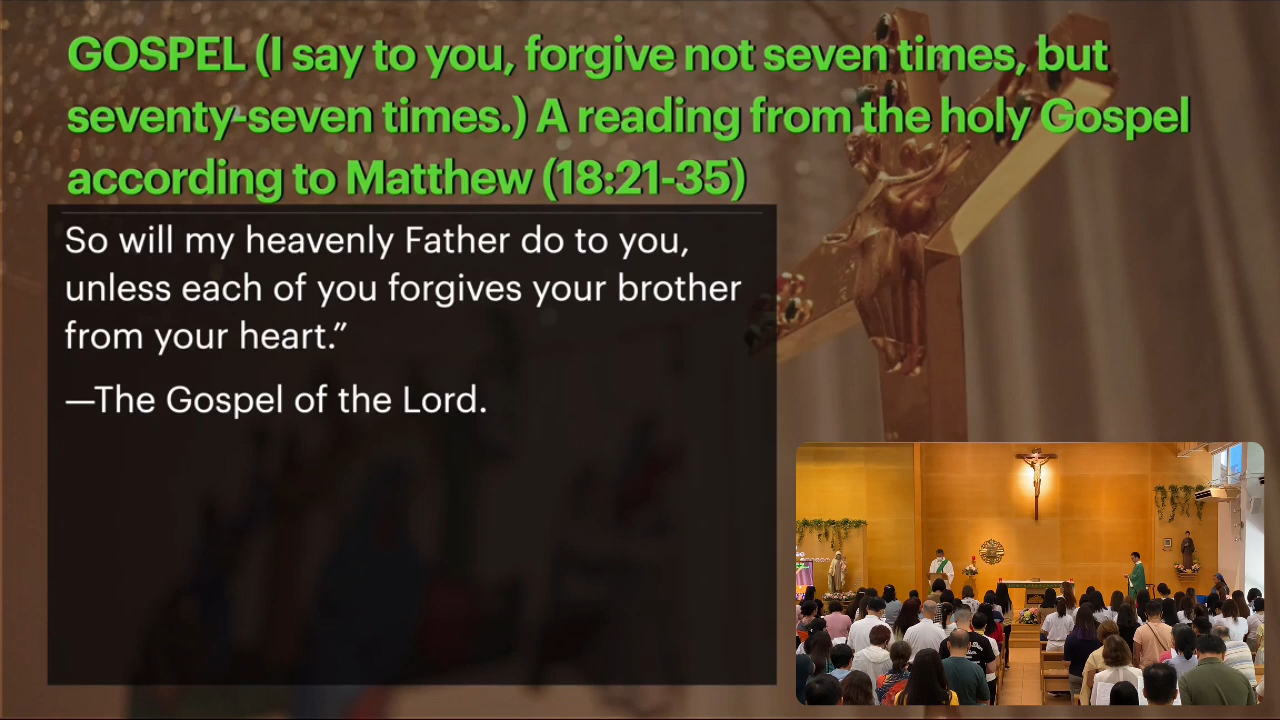 GOSPEL (I say to you, forgive not seven times, but
seventy-seven times.) A reading from the holy Gospel
according to Matthew (18:21-35)
So will my heavenly Father do to you,
unless each of you forgives your brother
from your heart.”
—The Gospel of the Lord.